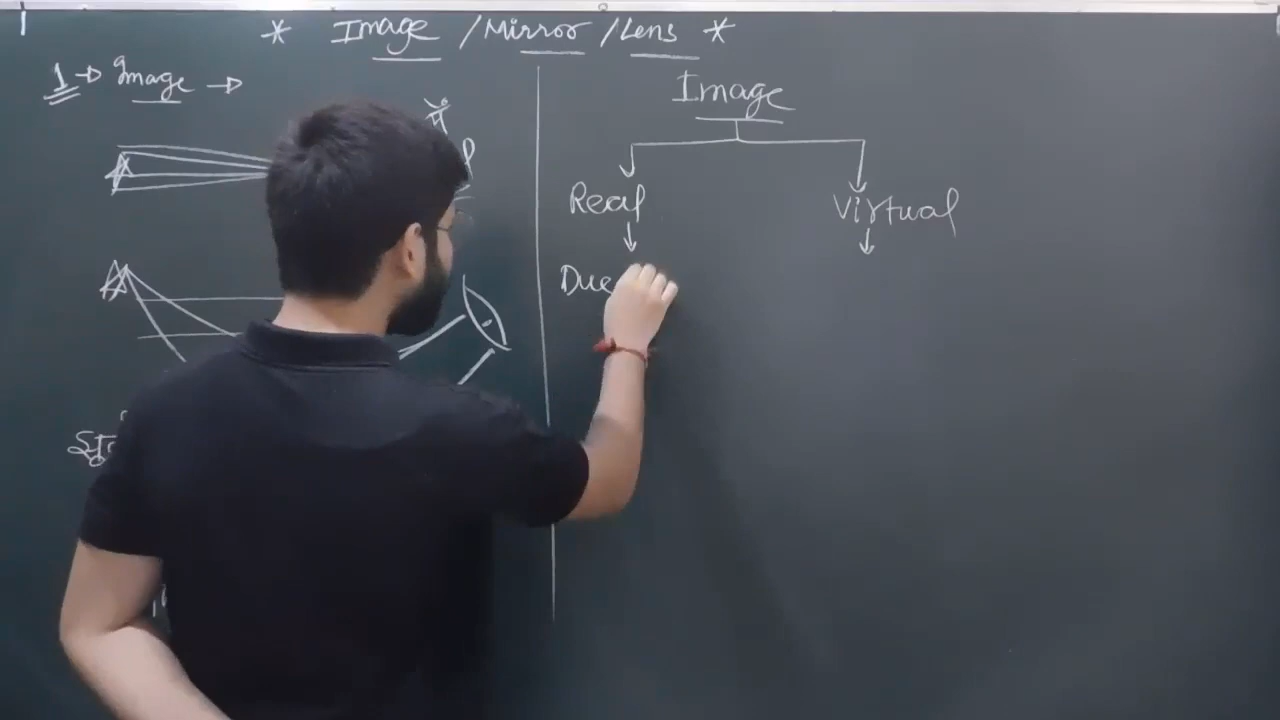 * Image / Mirror / Lens *
1 → Image →
Image
Real
Virtual
Due